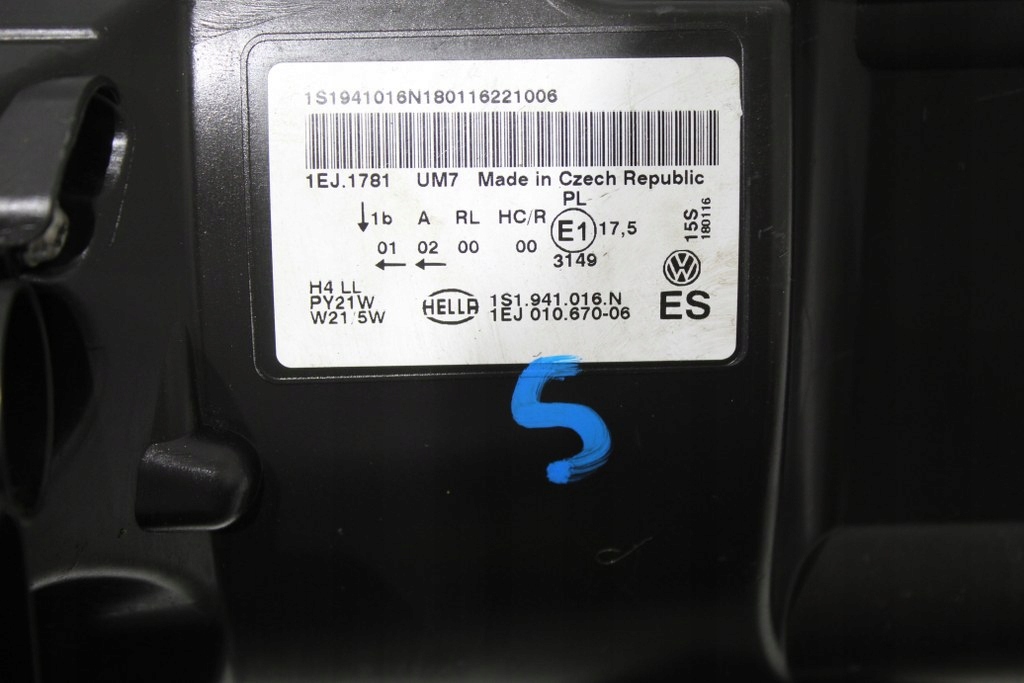 1S1941016N180116221006
1EJ.1781 UM7 Made in Czech Republic
PL
↓1b A RL HC/R E1 17,5
01 02 00 00
← ← 3149
15S
180116
H4 LL
PY21W
W21/5W
HELLA
1S1.941.016.N
1EJ 010.670-06
VW
ES
5